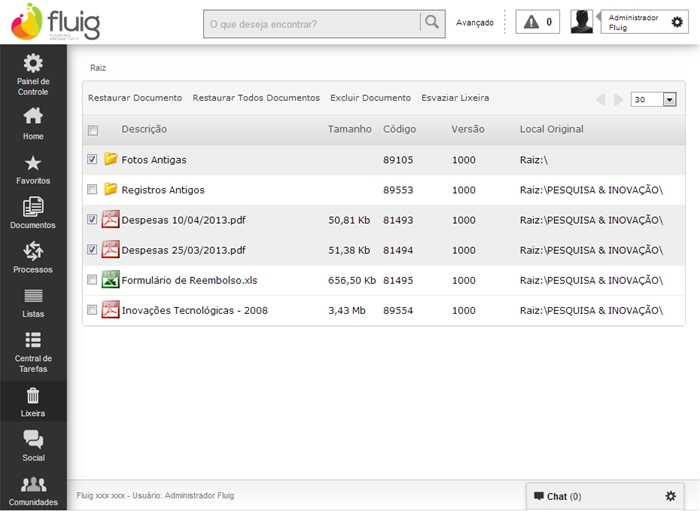 fluig
O que deseja encontrar?
Avançado
0
Administrador
Fluig
Painel de
Controle
Home
Favoritos
Documentos
Processos
Listas
Central de
Tarefas
Lixeira
Social
Comunidades
Raiz
Restaurar Documento Restaurar Todos Documentos Excluir Documento Esvaziar Lixeira 30
Descrição Tamanho Código Versão Local Original
Fotos Antigas 89105 1000 Raiz:\
Registros Antigos 89553 1000 Raiz:\PESQUISA & INOVAÇÃO\
Despesas 10/04/2013.pdf 50,81 Kb 81493 1000 Raiz:\PESQUISA & INOVAÇÃO\
Despesas 25/03/2013.pdf 51,38 Kb 81494 1000 Raiz:\PESQUISA & INOVAÇÃO\
Formulário de Reembolso.xls 656,50 Kb 81495 1000 Raiz:\PESQUISA & INOVAÇÃO\
Inovações Tecnológicas - 2008 3,43 Mb 89554 1000 Raiz:\PESQUISA & INOVAÇÃO\
Fluig xxx xxx - Usuário: Administrador Fluig
Chat (0)